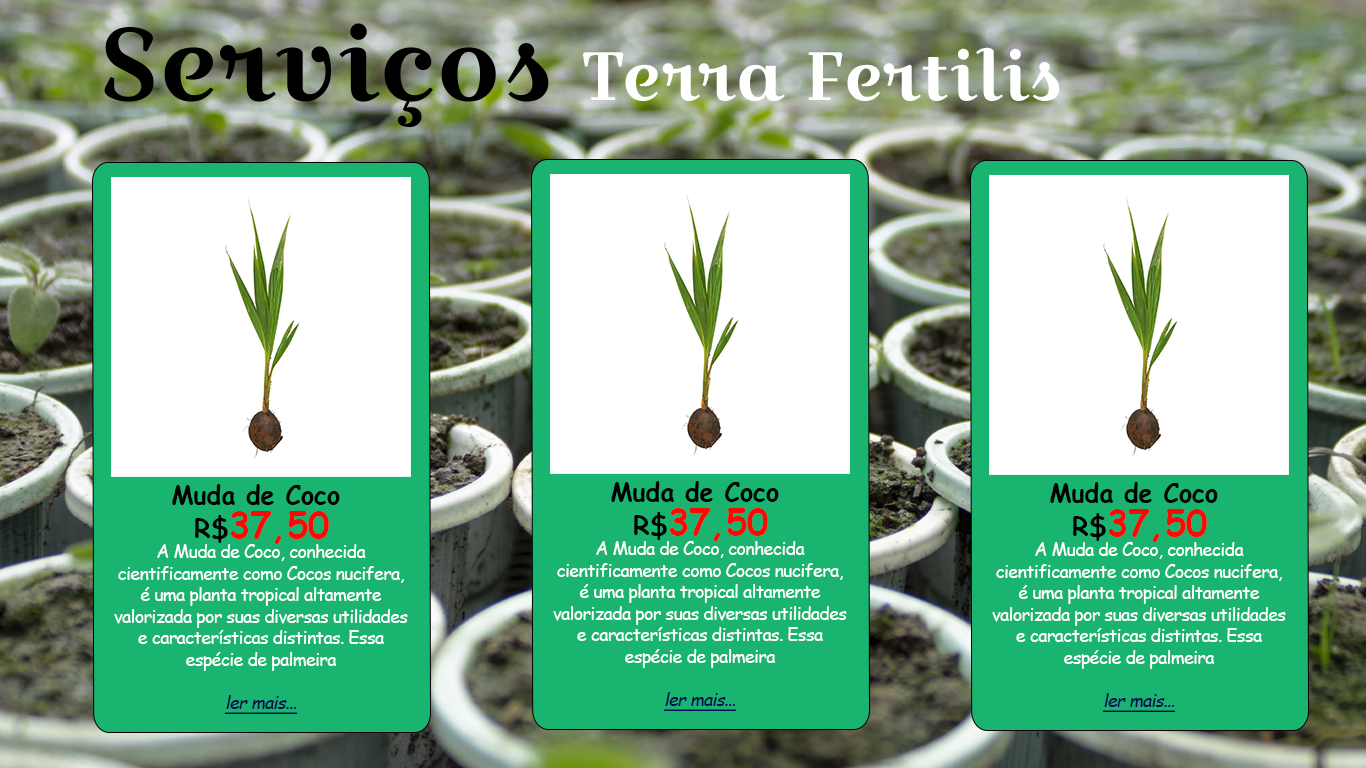 Serviços Terra Fertilis
Muda de Coco
R$37,50
A Muda de Coco, conhecida
cientificamente como Cocos nucifera,
é uma planta tropical altamente
valorizada por suas diversas utilidades
e características distintas. Essa
espécie de palmeira
ler mais...
Muda de Coco
R$37,50
A Muda de Coco, conhecida
cientificamente como Cocos nucifera,
é uma planta tropical altamente
valorizada por suas diversas utilidades
e características distintas. Essa
espécie de palmeira
ler mais...
Muda de Coco
R$37,50
A Muda de Coco, conhecida
cientificamente como Cocos nucifera,
é uma planta tropical altamente
valorizada por suas diversas utilidades
e características distintas. Essa
espécie de palmeira
ler mais...